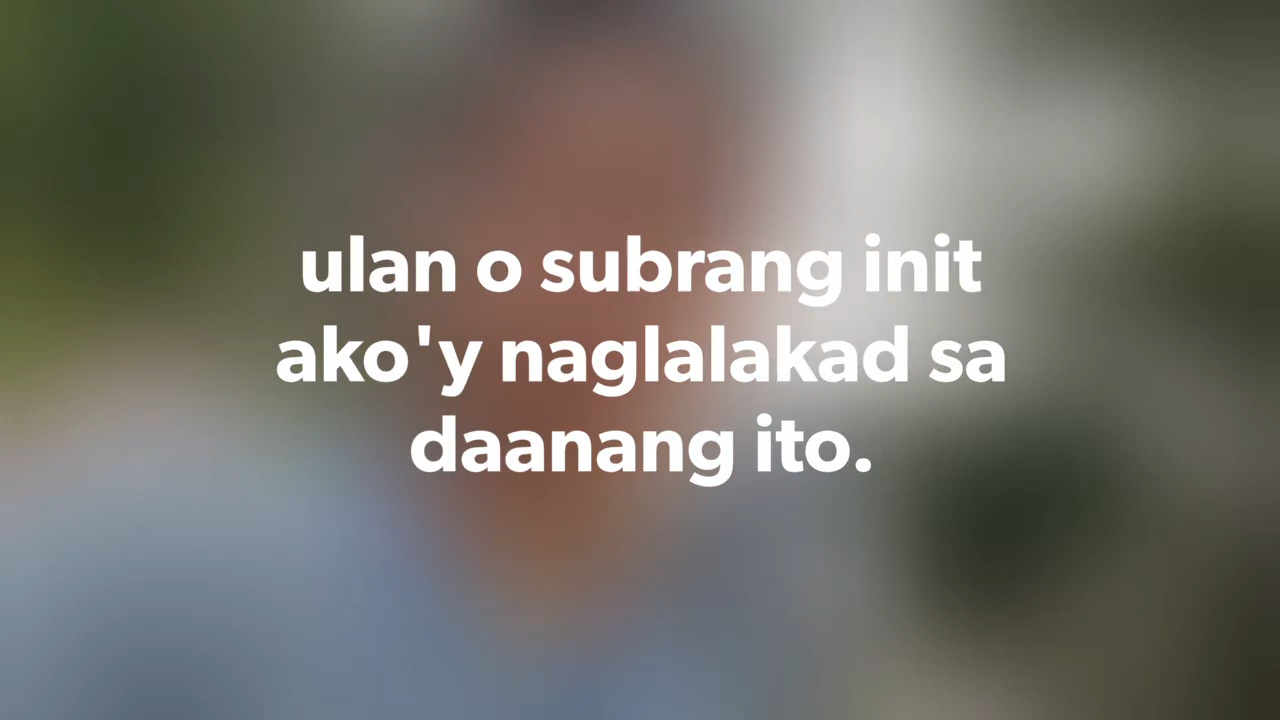 ulan o subrang init
ako'y naglalakad sa
daanang ito.